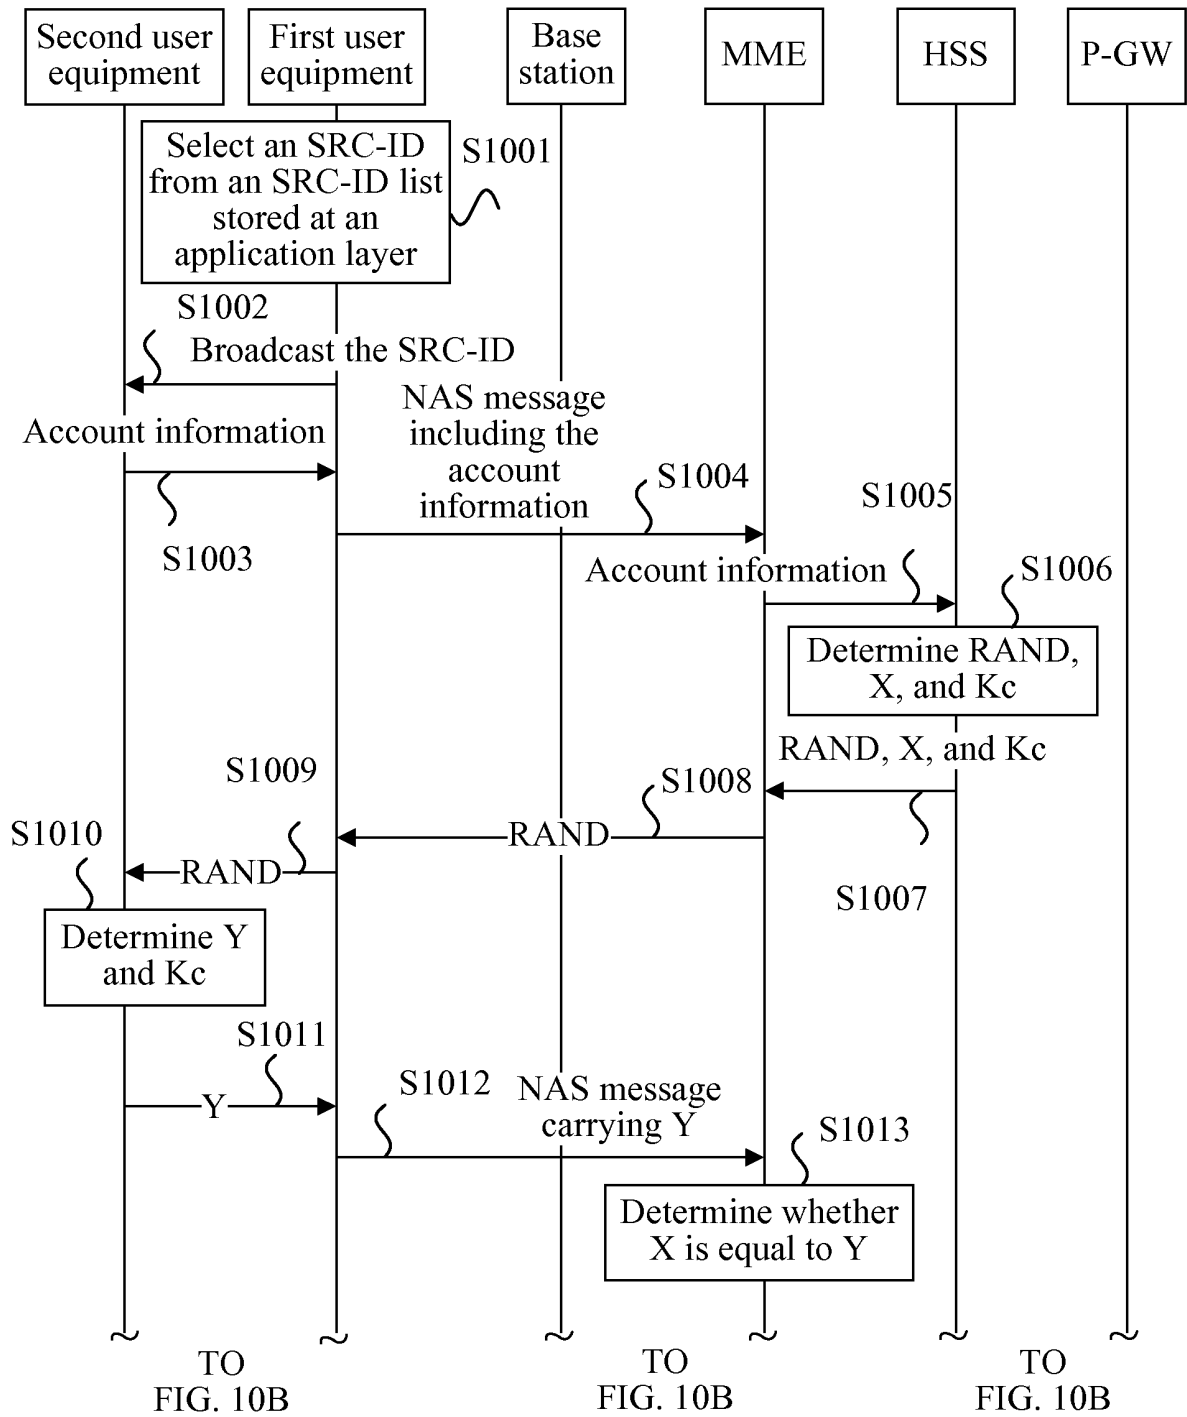 Second user
equipment
First user
equipment
Base
station
MME
HSS
P-GW
Select an SRC-ID
from an SRC-ID list
stored at an
application layer
S1001
S1002
Broadcast the SRC-ID
Account information
S1003
NAS message
including the
account
information
S1004
S1005
Account information
S1006
Determine RAND,
X, and Kc
RAND, X, and Kc
S1007
S1008
RAND
S1009
RAND
S1010
Determine Y
and Kc
S1011
Y
S1012
NAS message
carrying Y
S1013
Determine whether
X is equal to Y
TO
FIG. 10B
TO
FIG. 10B
TO
FIG. 10B